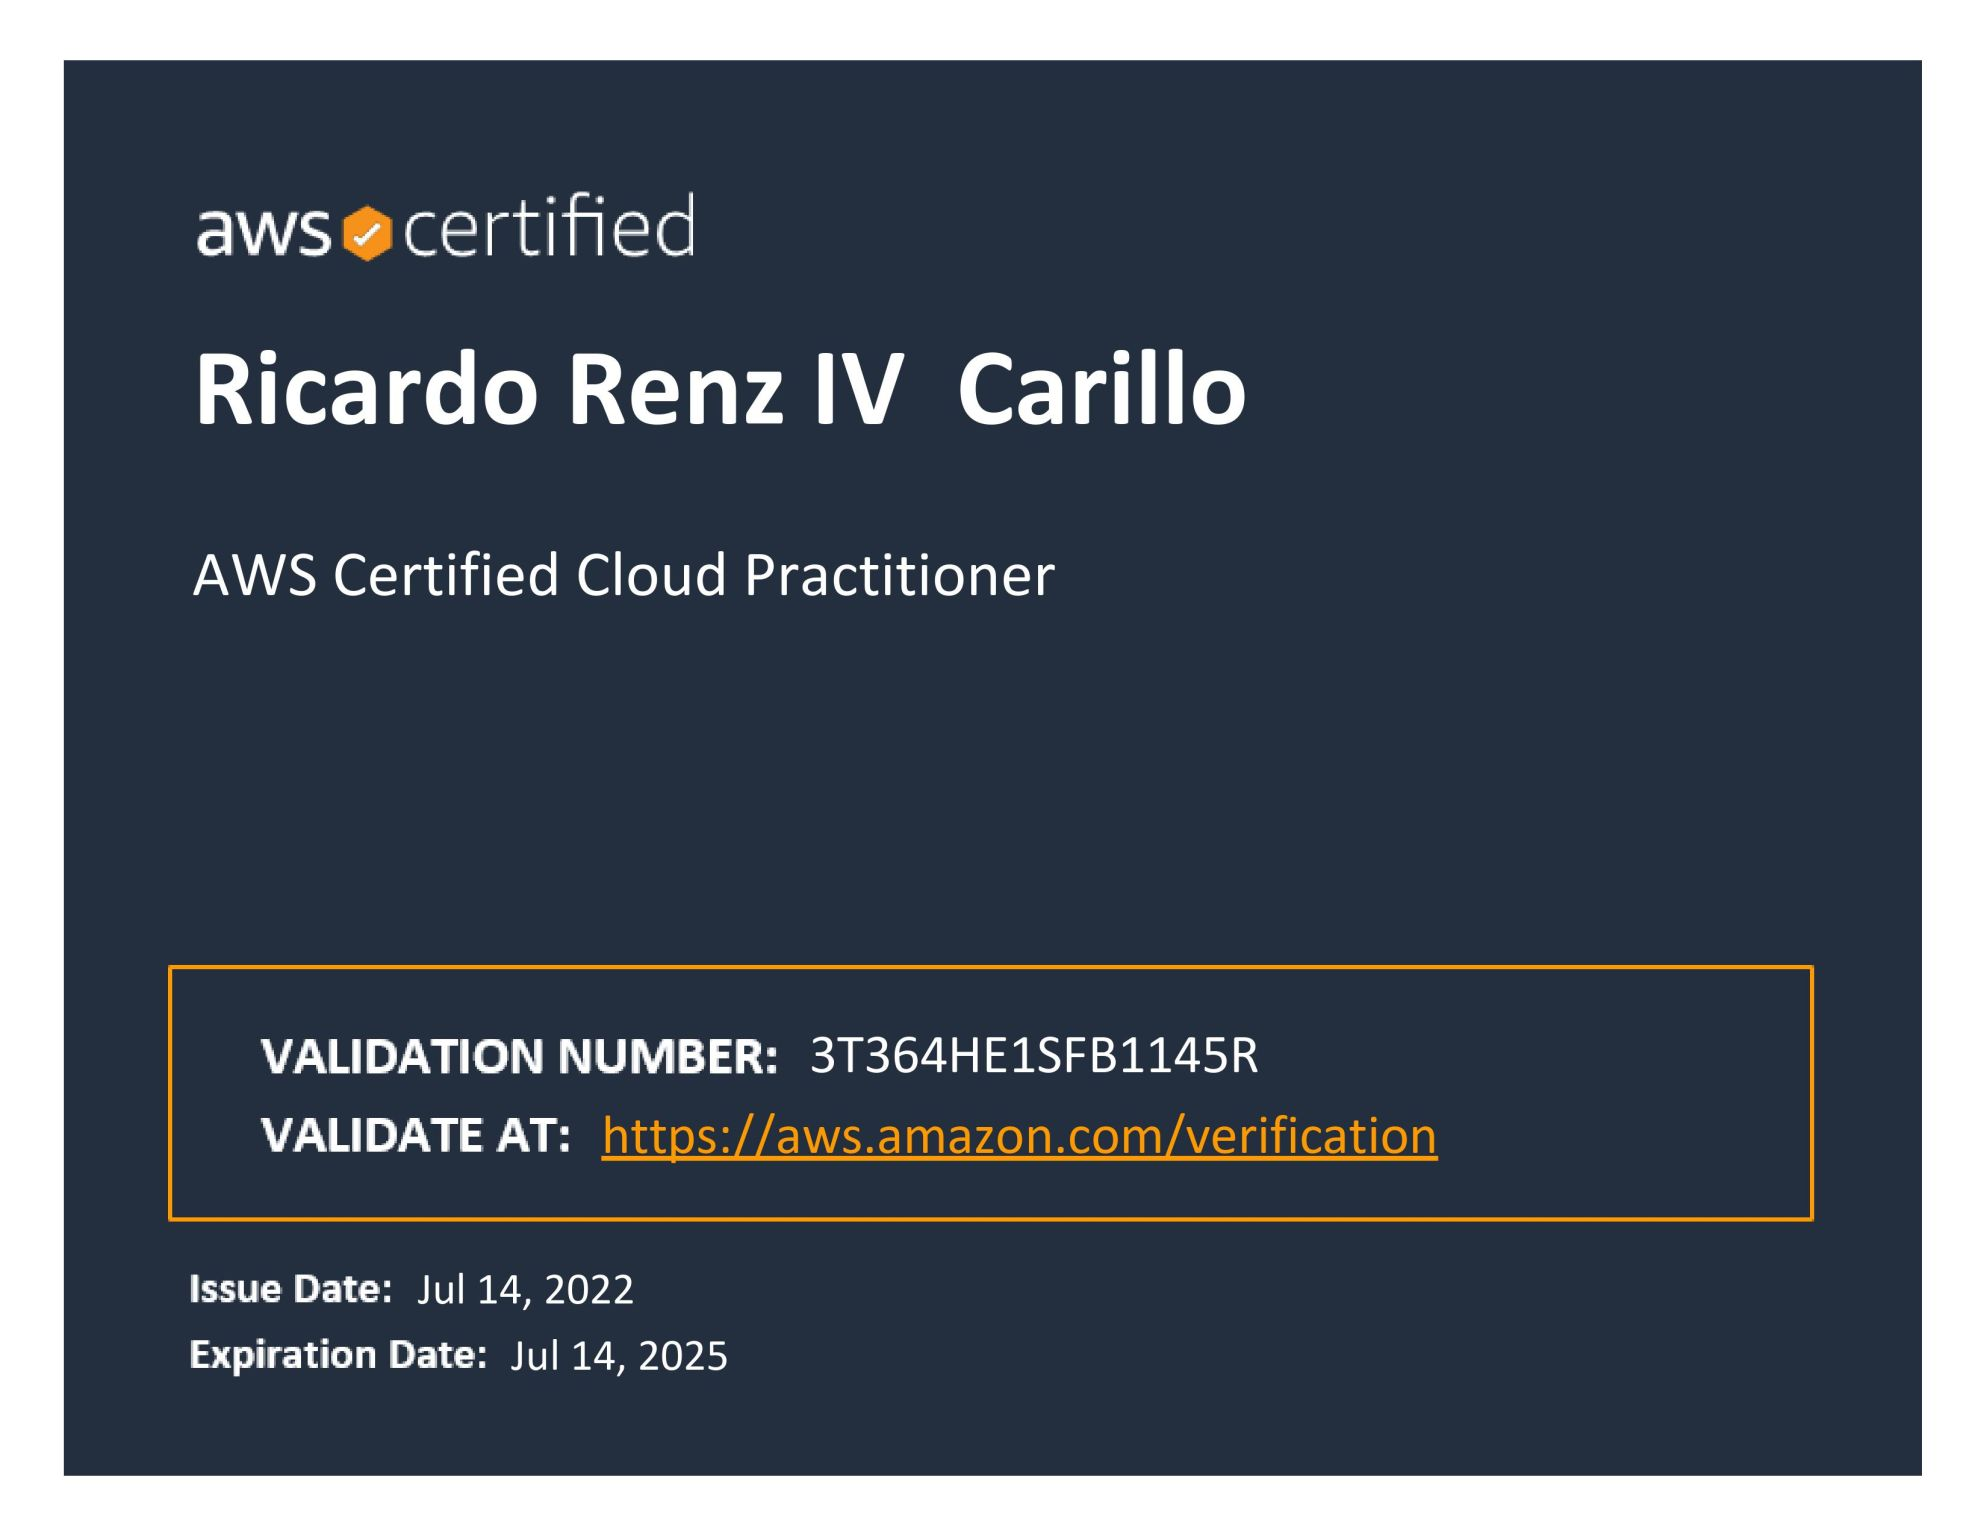 aws certified
Ricardo Renz IV  Carillo
AWS Certified Cloud Practitioner
VALIDATION NUMBER: 3T364HE1SFB1145R
VALIDATE AT: https://aws.amazon.com/verification
Issue Date: Jul 14, 2022
Expiration Date: Jul 14, 2025